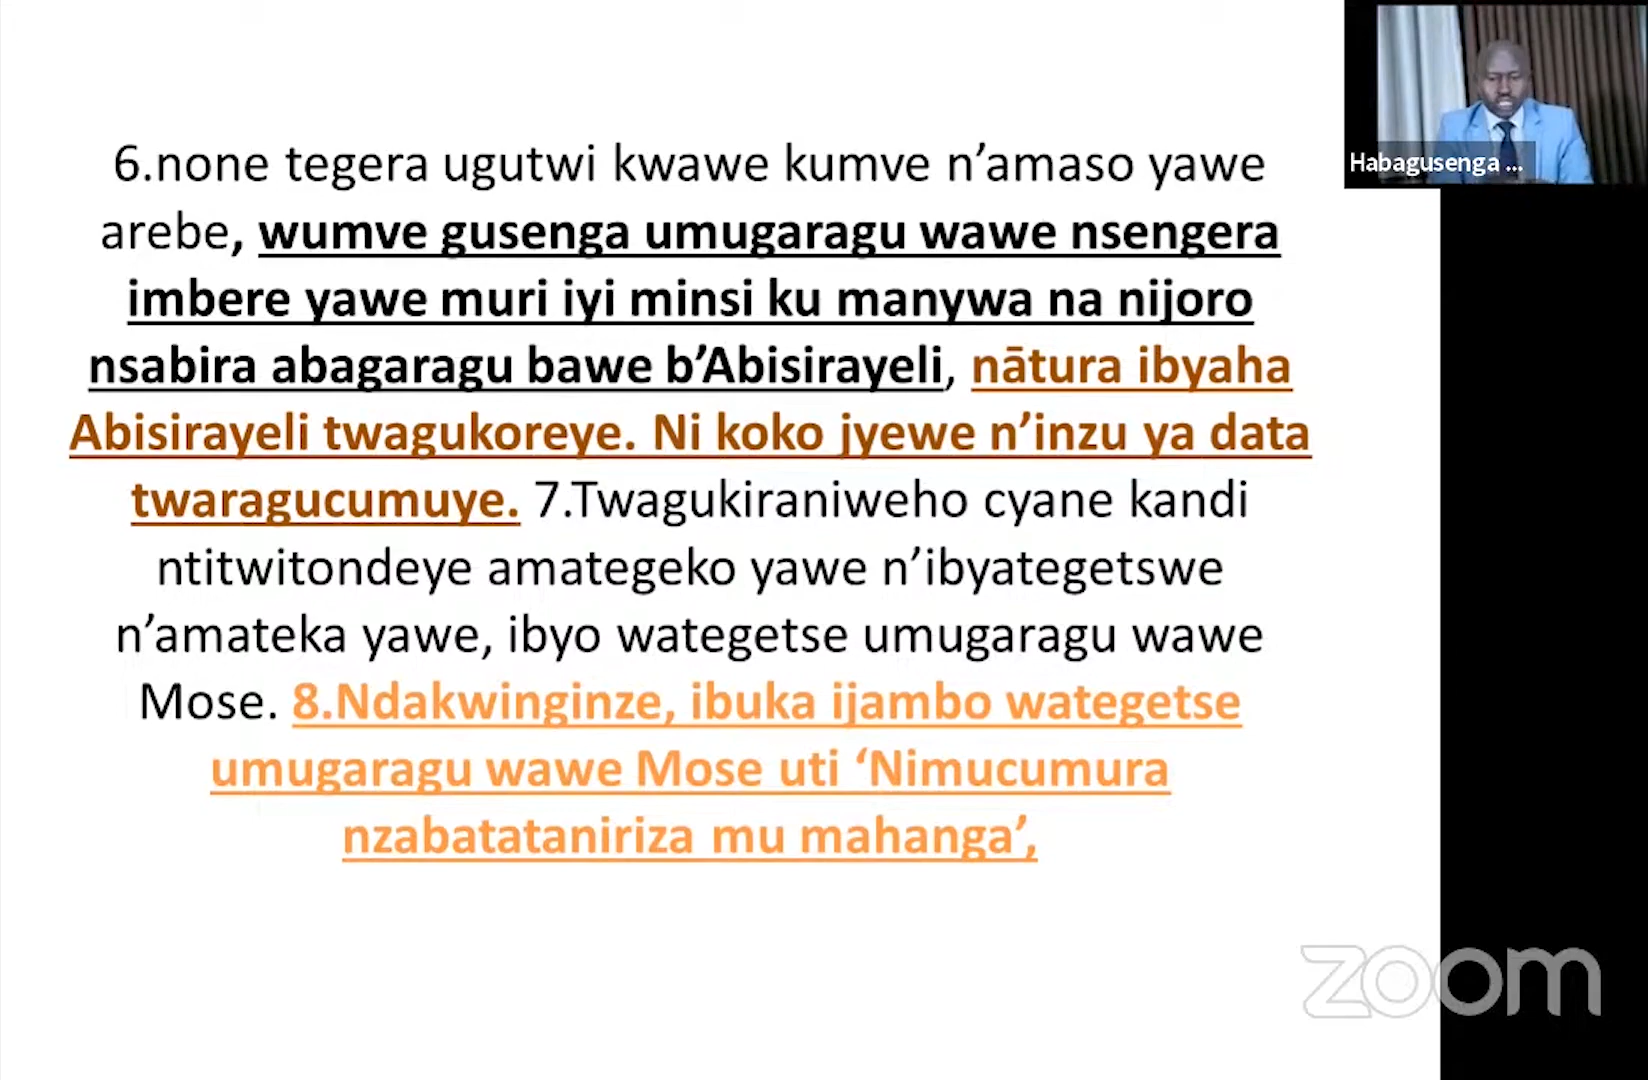 6.none tegera ugutwi kwawe kumve n’amaso yawe
arebe, wumve gusenga umugaragu wawe nsengera
imbere yawe muri iyi minsi ku manywa na nijoro
nsabira abagaragu bawe b’Abisirayeli, nātura ibyaha
Abisirayeli twagukoreye. Ni koko jyewe n’inzu ya data
twaragucumuye. 7.Twagukiraniweho cyane kandi
ntitwitondeye amategeko yawe n’ibyategetswe
n’amateka yawe, ibyo wategetse umugaragu wawe
Mose. 8.Ndakwinginze, ibuka ijambo wategetse
umugaragu wawe Mose uti ‘Nimucumura
nzabatataniriza mu mahanga’,
Habagusenga ...
zoom